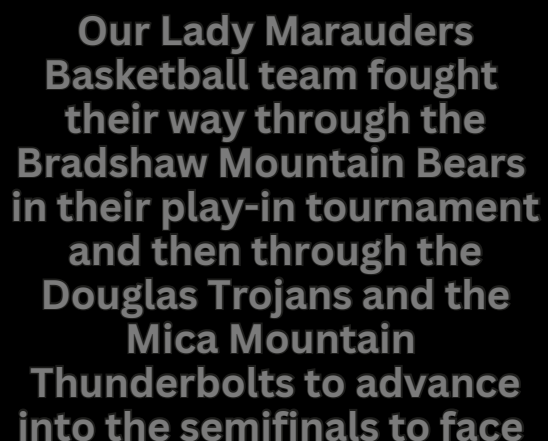 Our Lady Marauders
Basketball team fought
their way through the
Bradshaw Mountain Bears
in their play-in tournament
and then through the
Douglas Trojans and the
Mica Mountain
Thunderbolts to advance
into the semifinals to face